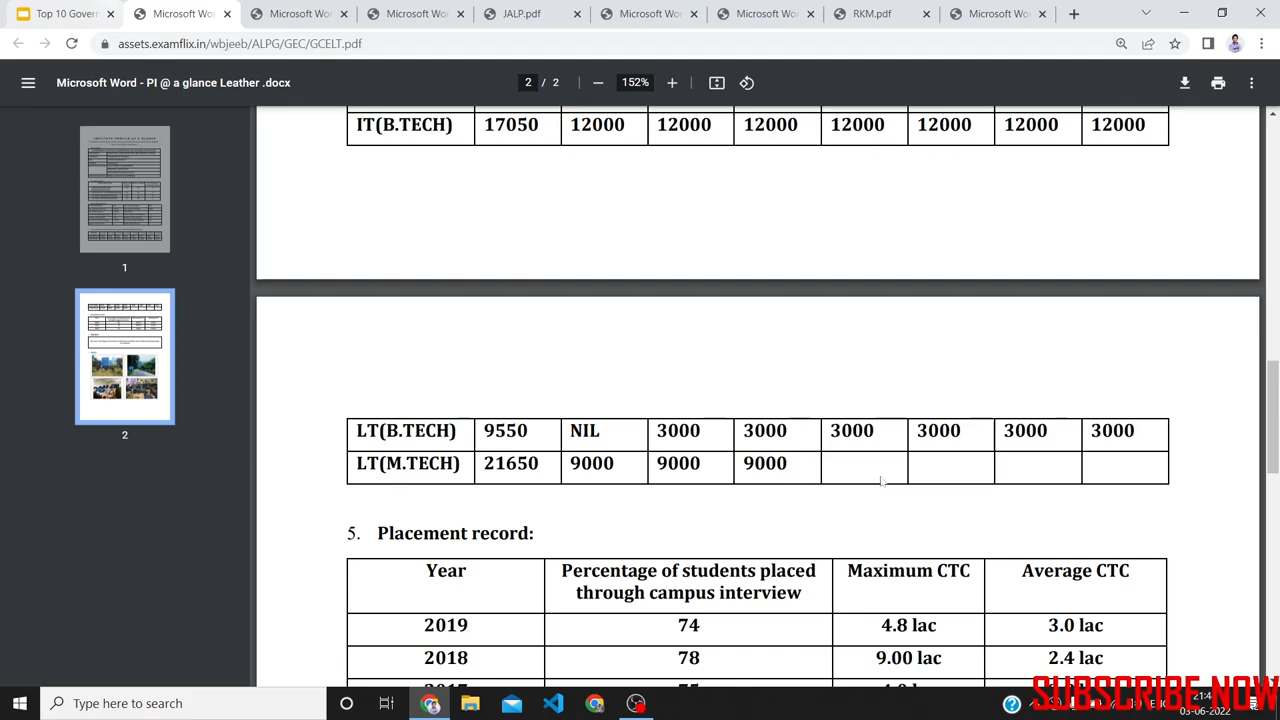 Top 10 Govern
Microsoft Wo
Microsoft Wo
Microsoft Wo
JALP.pdf
Microsoft Wo
Microsoft Wo
RKM.pdf
Microsoft Wo
assets.examflix.in/wbjeeb/ALPG/GEC/GCELT.pdf
Microsoft Word - PI @ a glance Leather .docx
2 / 2
152%
IT(B.TECH) 17050 12000 12000 12000 12000 12000 12000 12000
1
2
LT(B.TECH) 9550 NIL 3000 3000 3000 3000 3000 3000
LT(M.TECH) 21650 9000 9000 9000
5. Placement record:
Year Percentage of students placed through campus interview Maximum CTC Average CTC
2019 74 4.8 lac 3.0 lac
2018 78 9.00 lac 2.4 lac
SUBSCRIBE NOW
Type here to search
03-06-2022